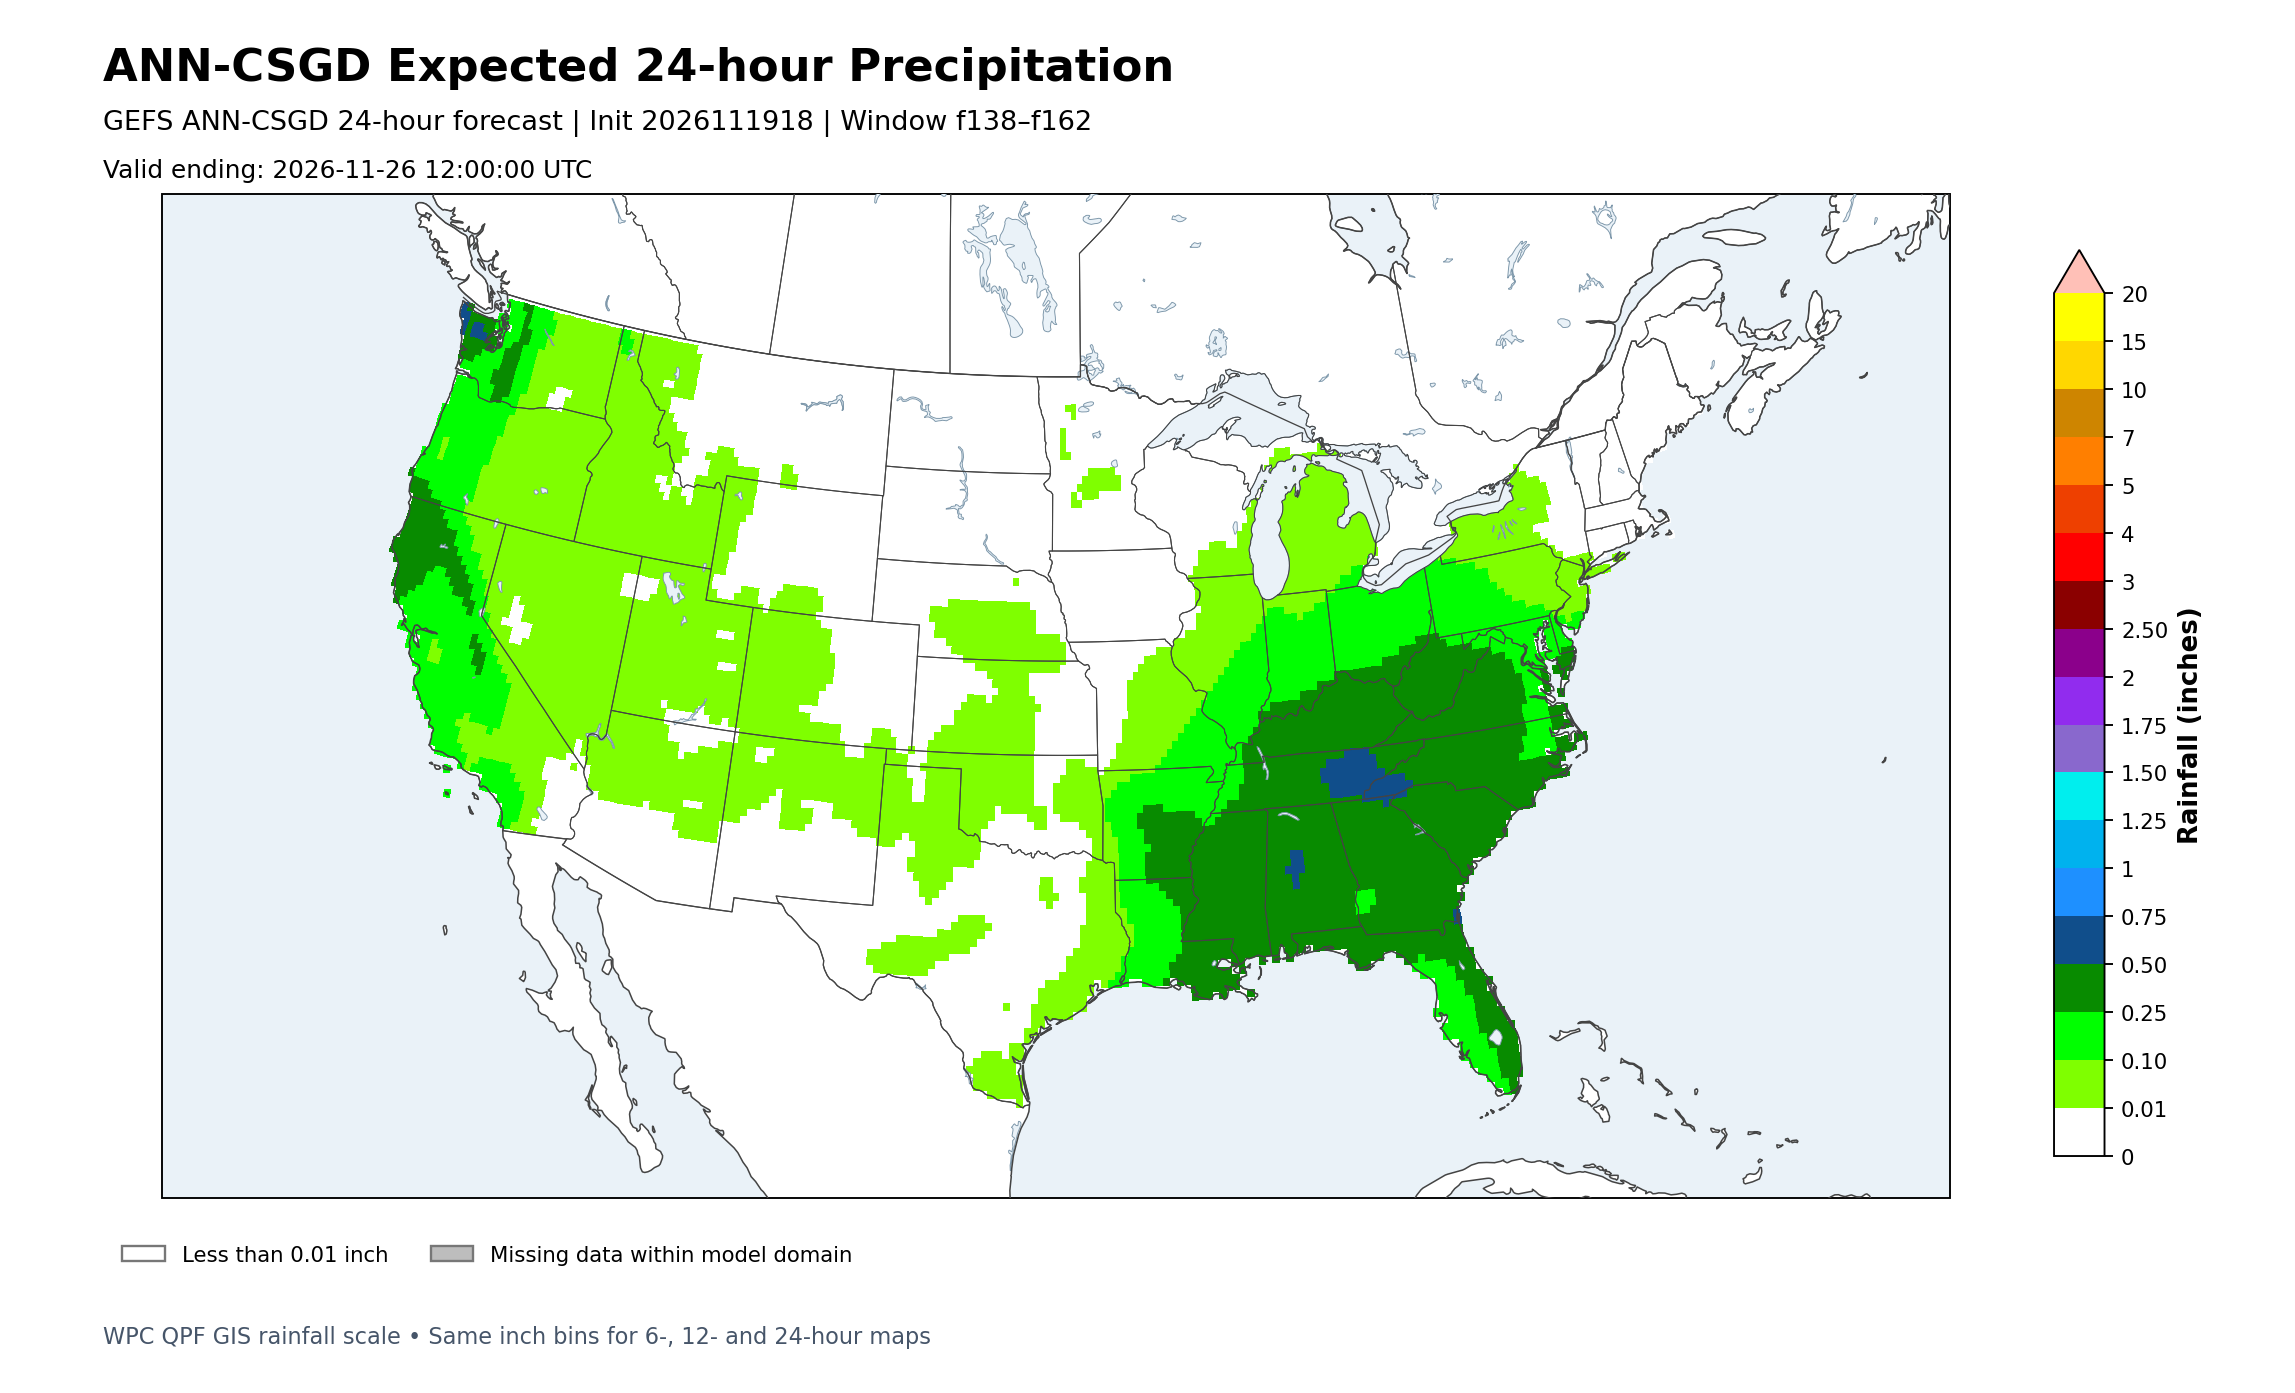 ANN-CSGD Expected 24-hour Precipitation
GEFS ANN-CSGD 24-hour forecast | Init 2026111918 | Window f138–f162
Valid ending: 2026-11-26 12:00:00 UTC
20
15
10
7
5
4
3
2.50
2
1.75
1.50
1.25
1
0.75
0.50
0.25
0.10
0.01
0
Rainfall (inches)
Less than 0.01 inch
Missing data within model domain
WPC QPF GIS rainfall scale • Same inch bins for 6-, 12- and 24-hour maps